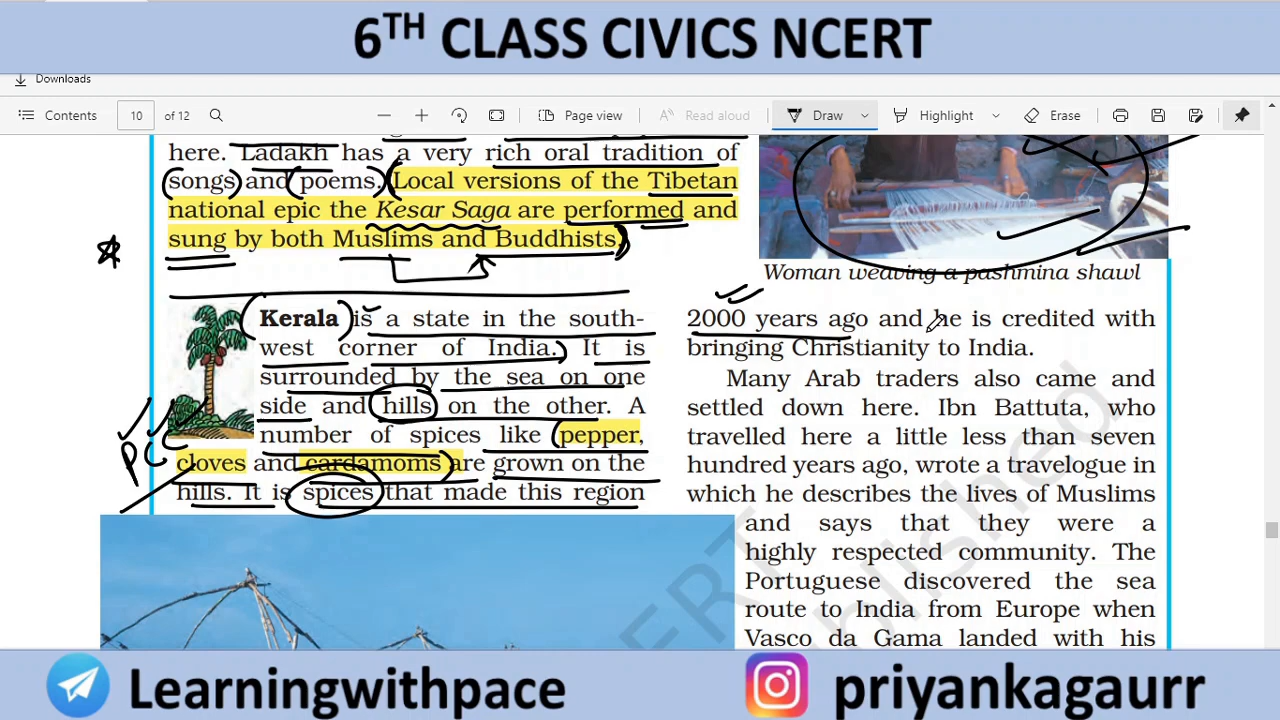 6TH CLASS CIVICS NCERT
Downloads
Contents
10
of 12
Page view
Read aloud
Draw
Highlight
Erase
here. Ladakh has a very rich oral tradition of
songs and poems. Local versions of the Tibetan
national epic the Kesar Saga are performed and
sung by both Muslims and Buddhists.
Kerala is a state in the south-
west corner of India. It is
surrounded by the sea on one
side and hills on the other. A
number of spices like pepper,
cloves and cardamoms are grown on the
hills. It is spices that made this region
PCC
Woman weaving a pashmina shawl
2000 years ago and he is credited with
bringing Christianity to India.
Many Arab traders also came and
settled down here. Ibn Battuta, who
travelled here a little less than seven
hundred years ago, wrote a travelogue in
which he describes the lives of Muslims
and says that they were a
highly respected community. The
Portuguese discovered the sea
route to India from Europe when
Vasco da Gama landed with his
Learningwithpace
priyankagaurr